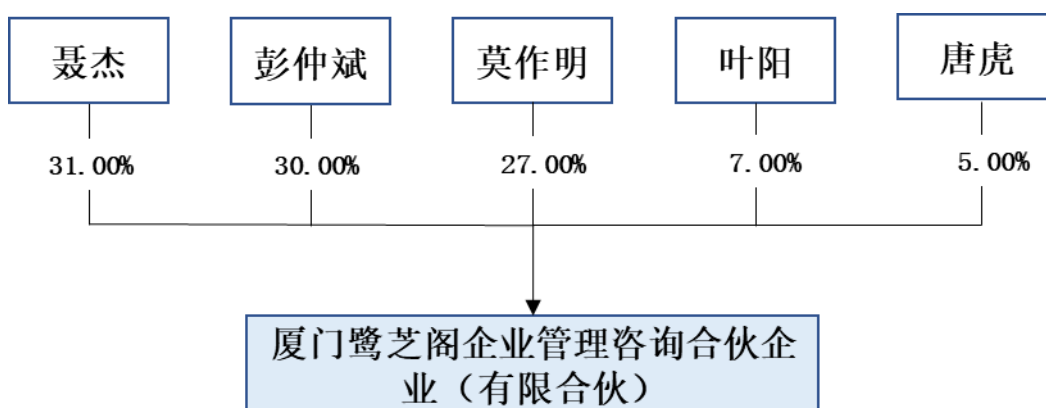 聂杰
彭仲斌
莫作明
叶阳
唐虎
31.00%
30.00%
27.00%
7.00%
5.00%
厦门鹭芝阁企业管理咨询合伙企
业（有限合伙）